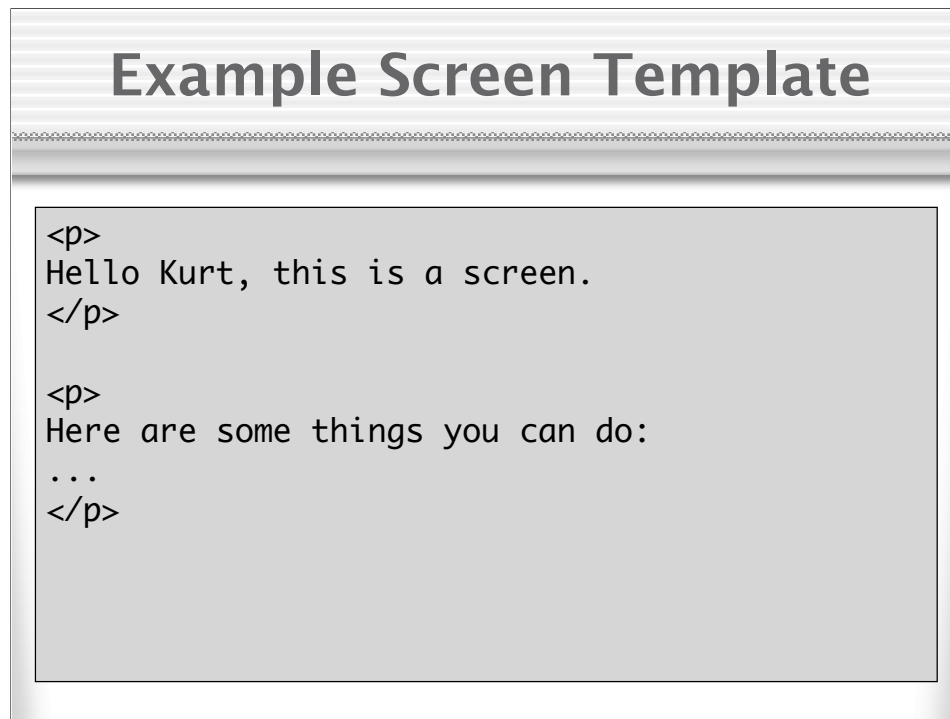 Example Screen Template
<p>
Hello Kurt, this is a screen.
</p>
<p>
Here are some things you can do:
...
</p>